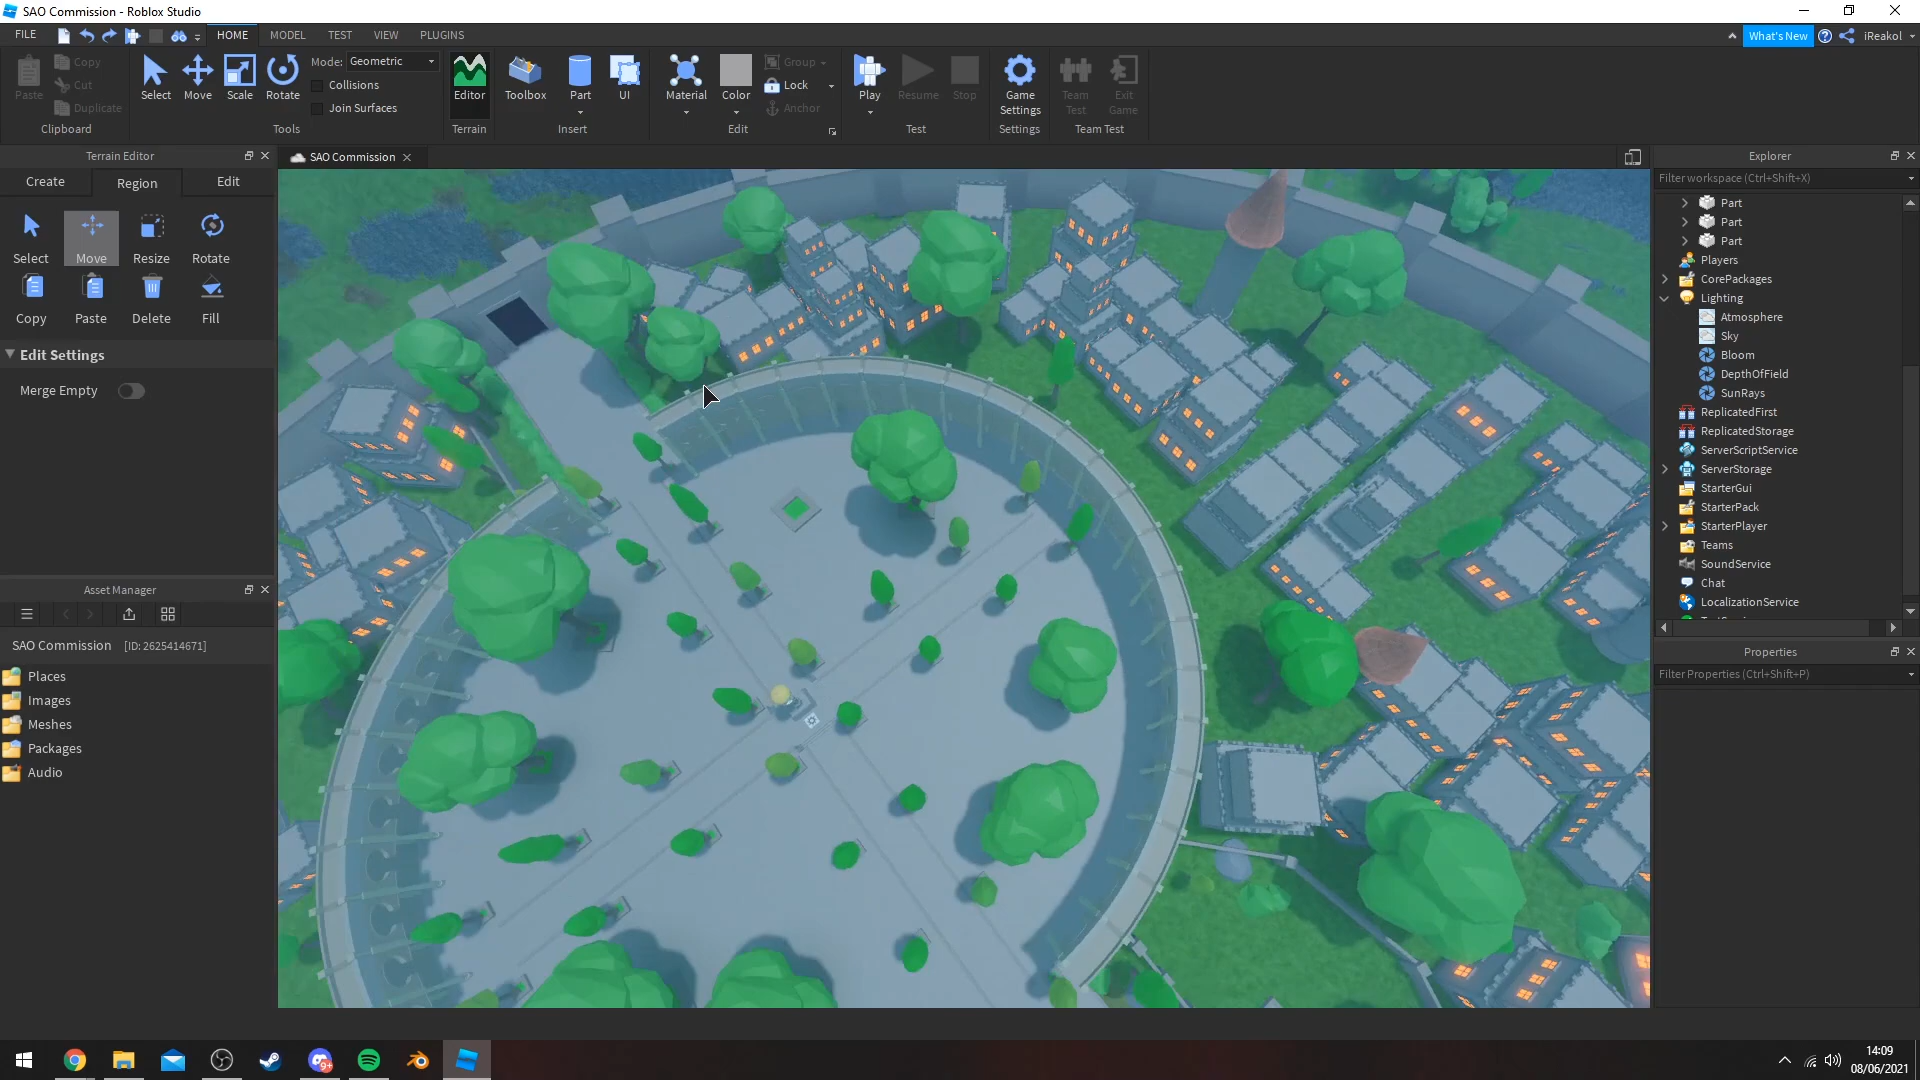 SAO Commission - Roblox Studio
FILE HOME MODEL TEST VIEW PLUGINS What's New iReakol
Paste Copy Cut Duplicate Clipboard
Select Move Scale Rotate Mode: Geometric Collisions Join Surfaces Tools
Editor Terrain
Toolbox Part UI Insert
Material Color Group Lock Anchor Edit
Play Resume Stop Test
Game Settings Settings
Team Test Exit Game Team Test
Terrain Editor
Create Region Edit
Select Move Resize Rotate
Copy Paste Delete Fill
Edit Settings
Merge Empty
Asset Manager
SAO Commission [ID: 2625414671]
Places
Images
Meshes
Packages
Audio
SAO Commission
Explorer
Filter workspace (Ctrl+Shift+X)
Part
Part
Part
Players
CorePackages
Lighting
Atmosphere
Sky
Bloom
DepthOfField
SunRays
ReplicatedFirst
ReplicatedStorage
ServerScriptService
ServerStorage
StarterGui
StarterPack
StarterPlayer
Teams
SoundService
Chat
LocalizationService
Properties
Filter Properties (Ctrl+Shift+P)
9+
14:09
08/06/2021